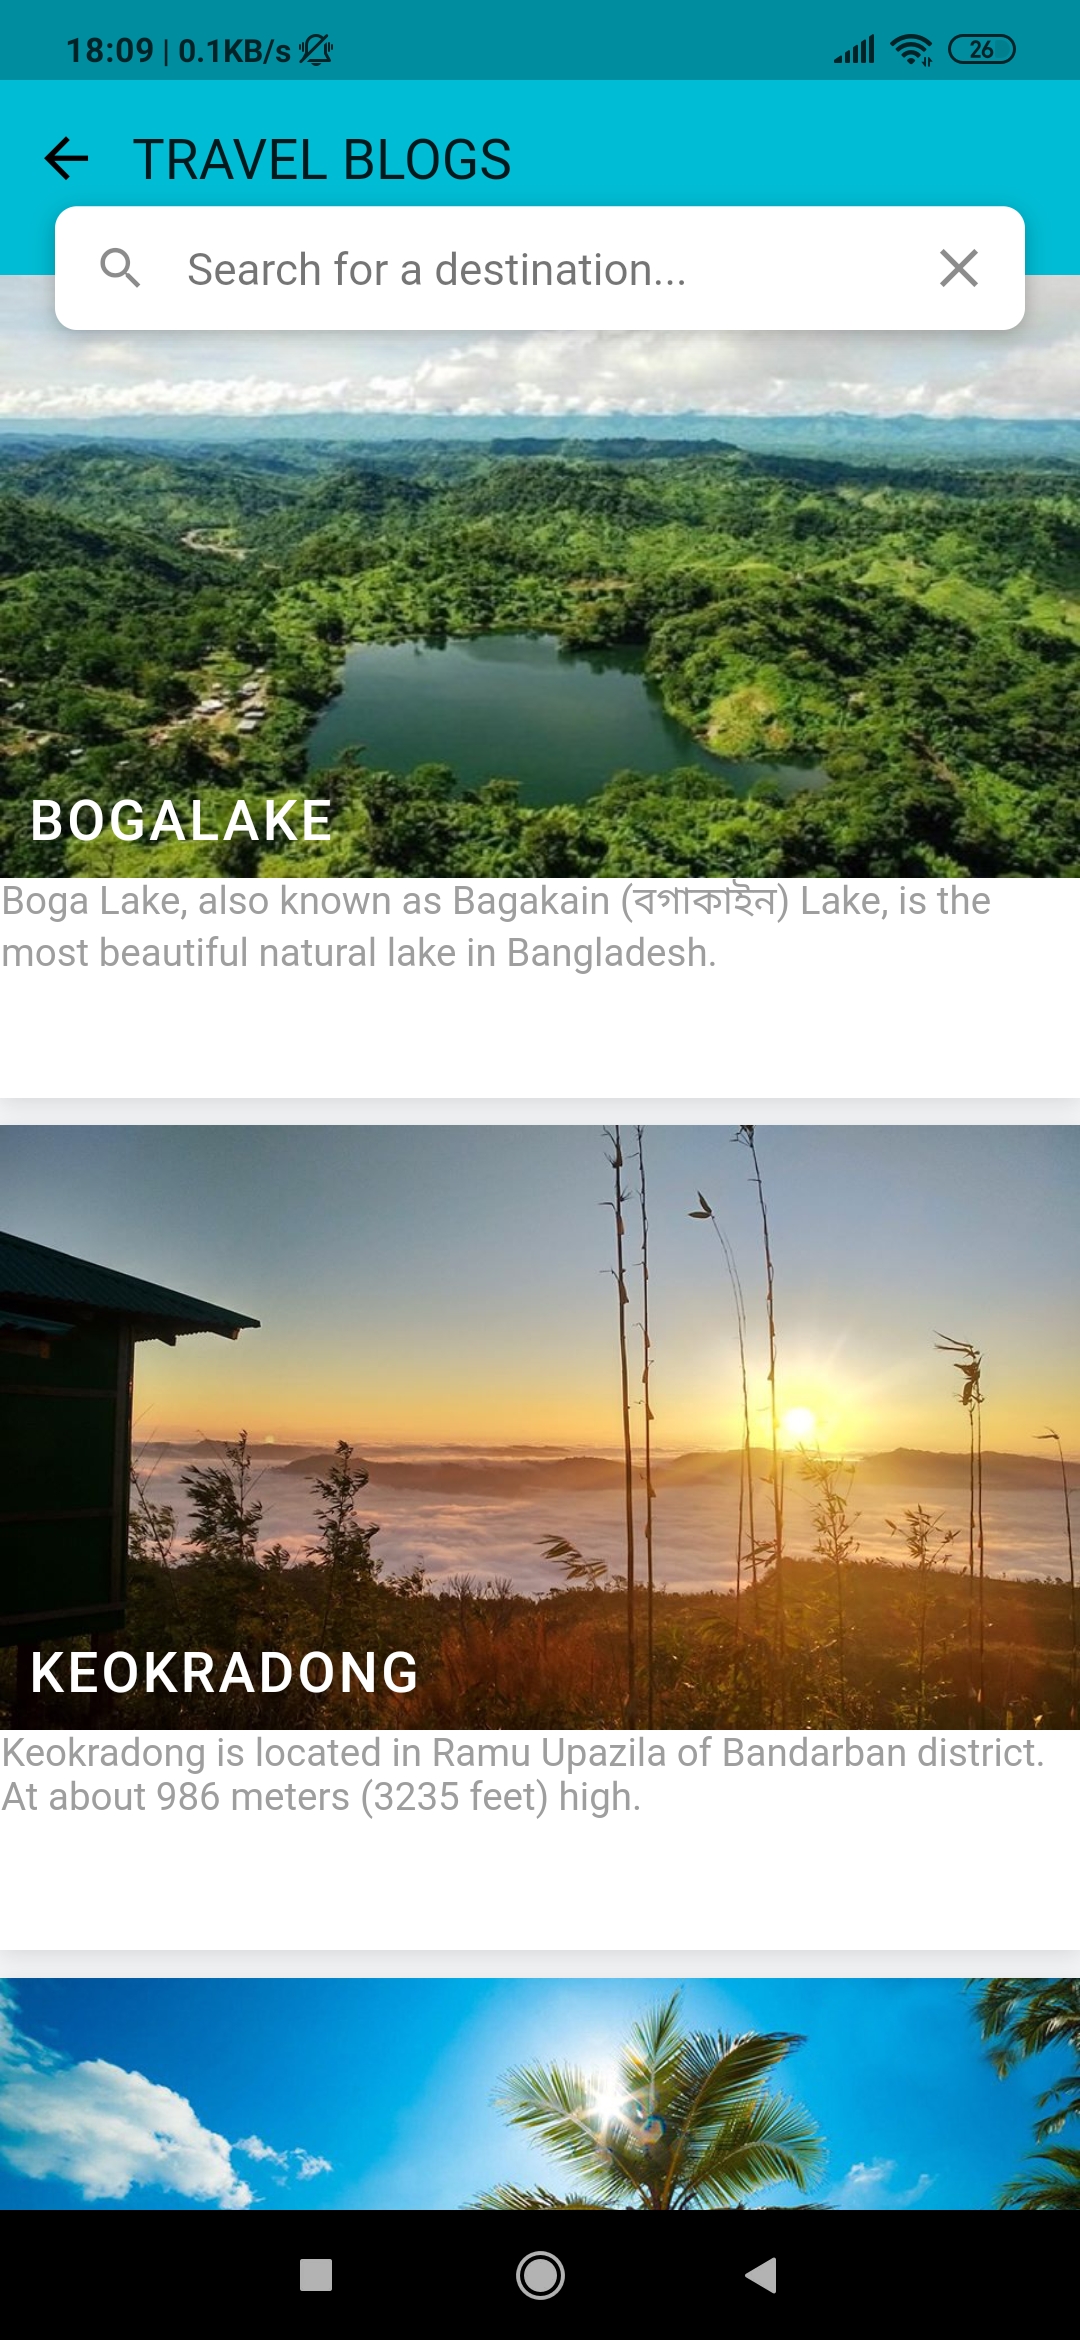 18:09 | 0.1KB/s
26
TRAVEL BLOGS
Search for a destination...
BOGALAKE
Boga Lake, also known as Bagakain (বগাকাইন) Lake, is the
most beautiful natural lake in Bangladesh.
KEOKRADONG
Keokradong is located in Ramu Upazila of Bandarban district.
At about 986 meters (3235 feet) high.